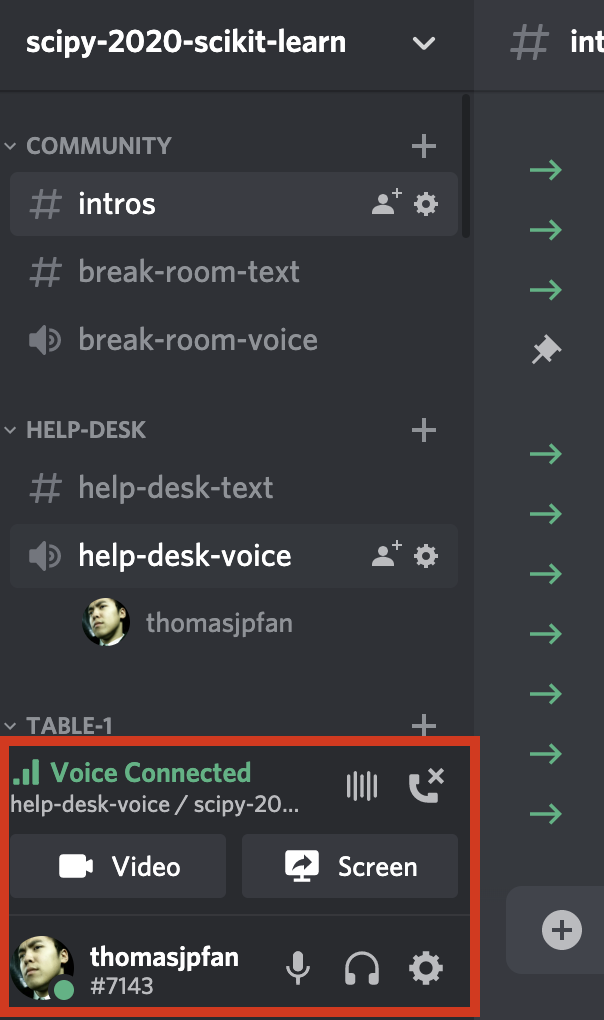 scipy-2020-scikit-learn
int
COMMUNITY
intros
break-room-text
break-room-voice
HELP-DESK
help-desk-text
help-desk-voice
thomasjpfan
TABLE-1
Voice Connected
help-desk-voice / scipy-20...
Video
Screen
thomasjpfan
#7143